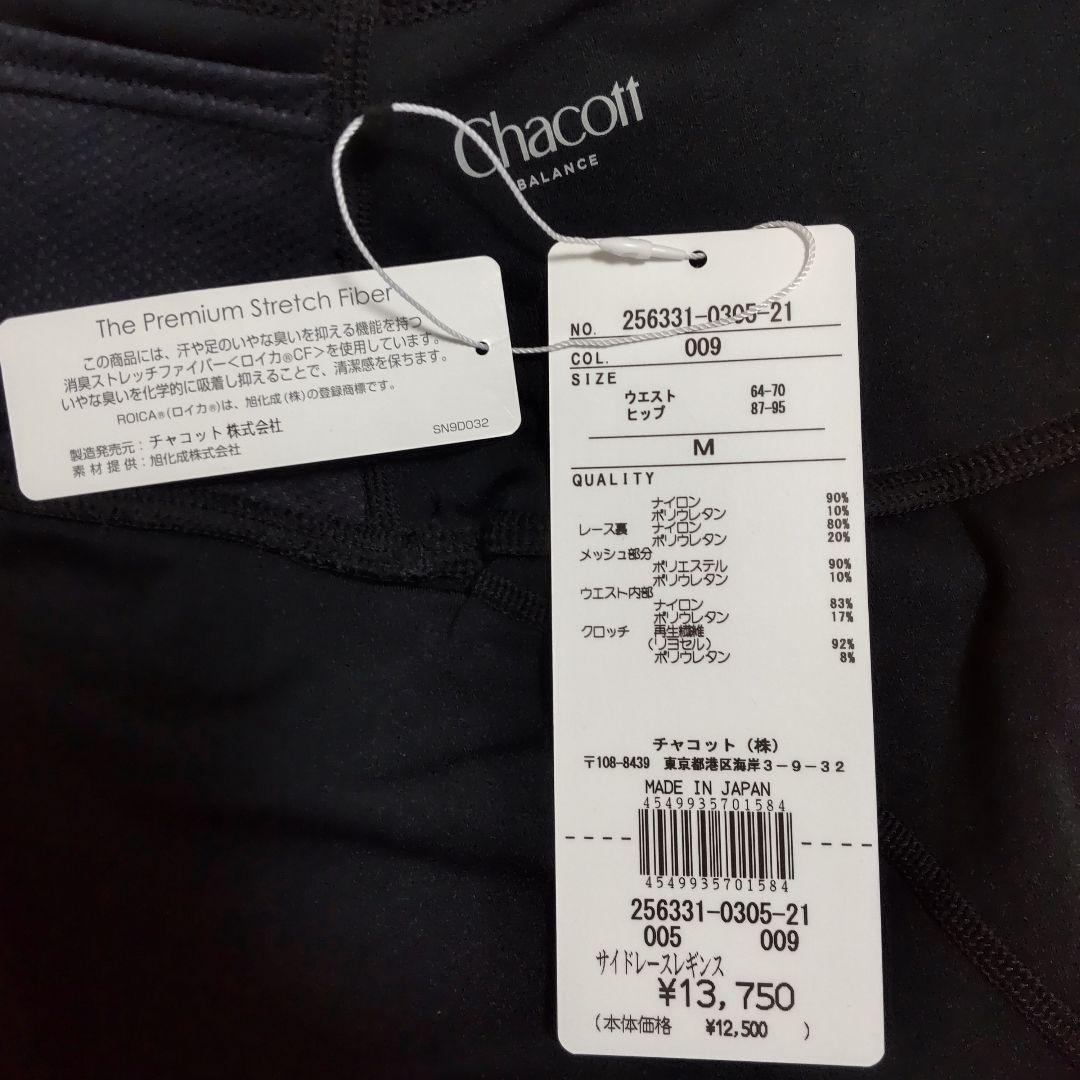 Chacott
BALANCE
The Premium Stretch Fiber
この商品には、汗や足のいやな臭いを抑える機能を持つ
消臭ストレッチファイバー<ロイカ®CF>を使用しています。
いやな臭いを化学的に吸着し抑えることで、清潔感を保ちます。
ROICA®(ロイカ®)は、旭化成(株)の登録商標です。
製造発売元：チャコット株式会社
素材提供：旭化成株式会社
SN9D032
NO. 256331-0305-21
COL. 009
SIZE
ウエスト 64-70
ヒップ 87-95
M
QUALITY
ナイロン 90%
ポリウレタン 10%
レース裏 ナイロン 80%
ポリウレタン 20%
メッシュ部分
ポリエステル 90%
ポリウレタン 10%
ウエスト内部
ナイロン 83%
ポリウレタン 17%
クロッチ 再生繊維
(リヨセル) 92%
ポリウレタン 8%
チャコット（株）
〒108-8439 東京都港区海岸３－９－３２
MADE IN JAPAN
4549935701584
4549935701584
256331-0305-21
005 009
サイドレースレギンス
¥13,750
(本体価格 ¥12,500 )